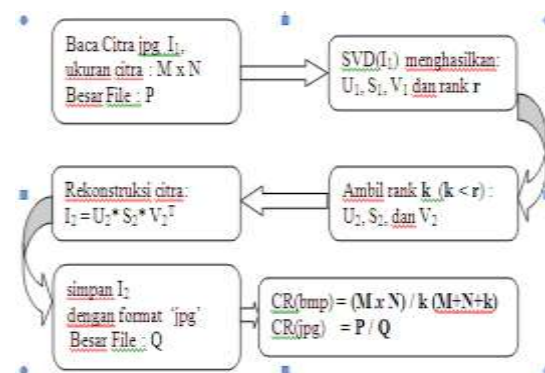 Baca Citra jpg I₁,
ukuran citra : M x N
Besar File : P
SVD(I₁) menghasilkan:
U₁, S₁, V₁ dan rank r
Ambil rank k (k < r) :
U₂, S₂, dan V₂
Rekonstruksi citra:
I₂ = U₂* S₂* V₂ᵀ
simpan I₂
dengan format ‘jpg’
Besar File : Q
CR(bmp) = (M x N) / k (M+N+k)
CR(jpg) = P / Q